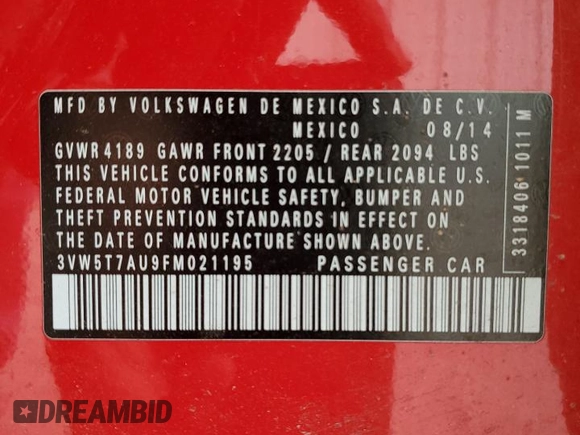 MFD BY VOLKSWAGEN DE MEXICO S.A. DE C.V.
MEXICO 08/14
GVWR 4189 GAWR FRONT 2205 / REAR 2094 LBS
THIS VEHICLE CONFORMS TO ALL APPLICABLE U.S.
FEDERAL MOTOR VEHICLE SAFETY, BUMPER AND
THEFT PREVENTION STANDARDS IN EFFECT ON
THE DATE OF MANUFACTURE SHOWN ABOVE.
3VW5T7AU9FM021195 PASSENGER CAR
3318406 1011 M
DREAMBID